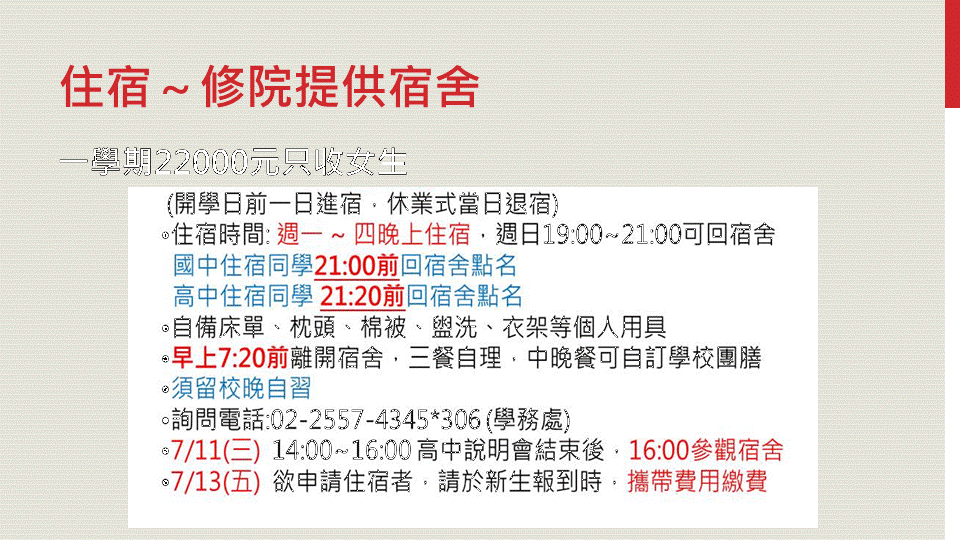 住宿～修院提供宿舍
一學期22000元只收女生
(開學日前一日進宿，休業式當日退宿)
◦住宿時間: 週一 ~ 四晚上住宿，週日19:00~21:00可回宿舍
國中住宿同學21:00前回宿舍點名
高中住宿同學 21:20前回宿舍點名
◦自備床單、枕頭、棉被、盥洗、衣架等個人用具
◦早上7:20前離開宿舍，三餐自理，中晚餐可自訂學校團膳
◦須留校晚自習
◦詢問電話:02-2557-4345*306 (學務處)
◦7/11(三) 14:00~16:00 高中說明會結束後，16:00參觀宿舍
◦7/13(五) 欲申請住宿者，請於新生報到時，攜帶費用繳費